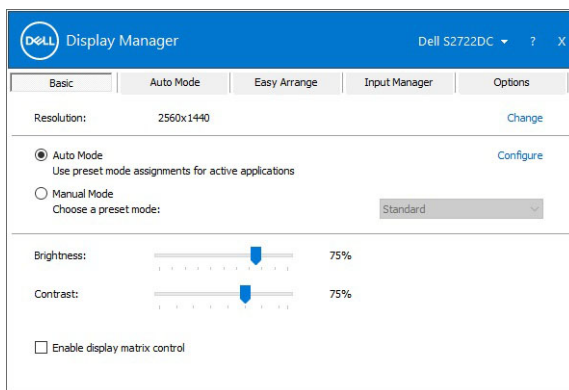 DELL Display Manager Dell S2722DC ? X
Basic Auto Mode Easy Arrange Input Manager Options
Resolution: 2560x1440 Change
Auto Mode Configure
Use preset mode assignments for active applications
Manual Mode
Choose a preset mode: Standard
Brightness: 75%
Contrast: 75%
Enable display matrix control